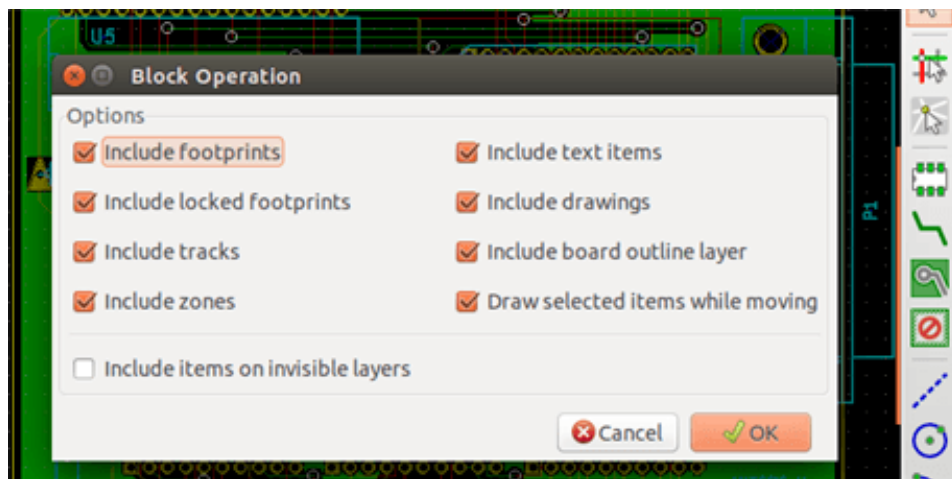 U5
Block Operation
Options
Include footprints
Include text items
Include locked footprints
Include drawings
Include tracks
Include board outline layer
Include zones
Draw selected items while moving
Include items on invisible layers
Cancel
OK
P1